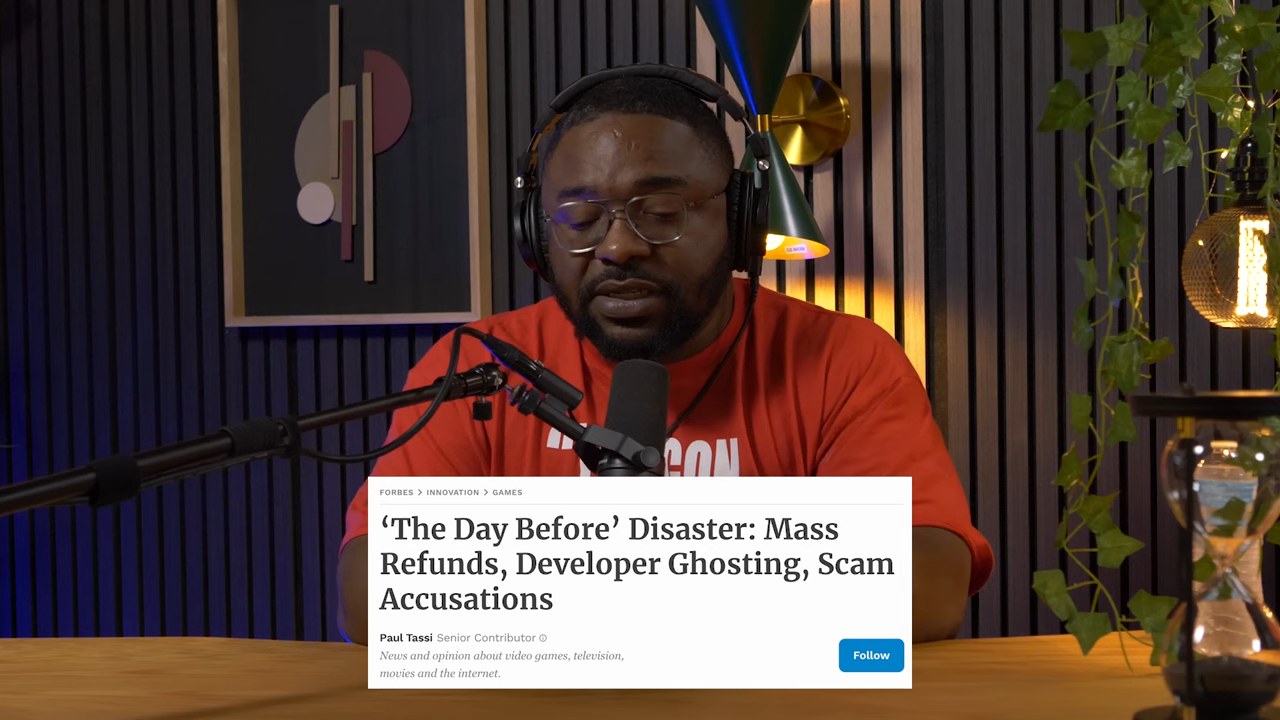 FORBES > INNOVATION > GAMES
‘The Day Before’ Disaster: Mass
Refunds, Developer Ghosting, Scam
Accusations
Paul Tassi Senior Contributor
News and opinion about video games, television,
movies and the internet.
Follow